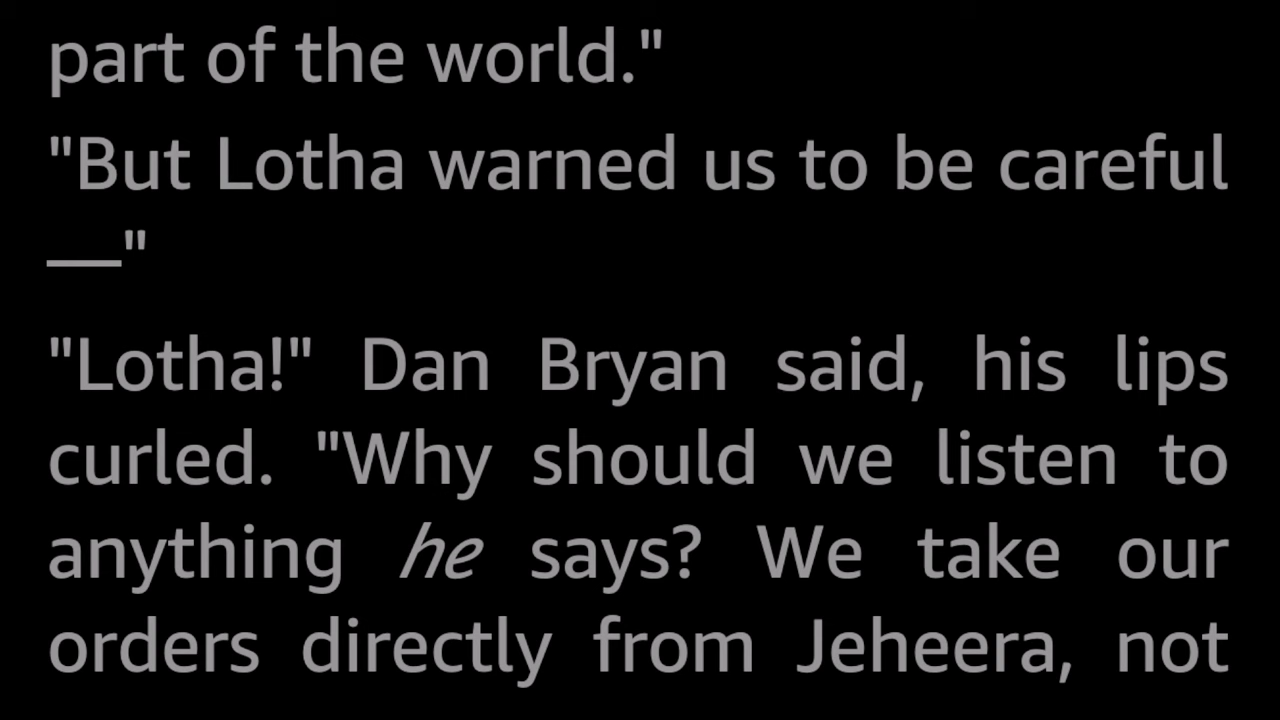 part of the world."
"But Lotha warned us to be careful
—"
"Lotha!" Dan Bryan said, his lips
curled. "Why should we listen to
anything he says? We take our
orders directly from Jeheera, not